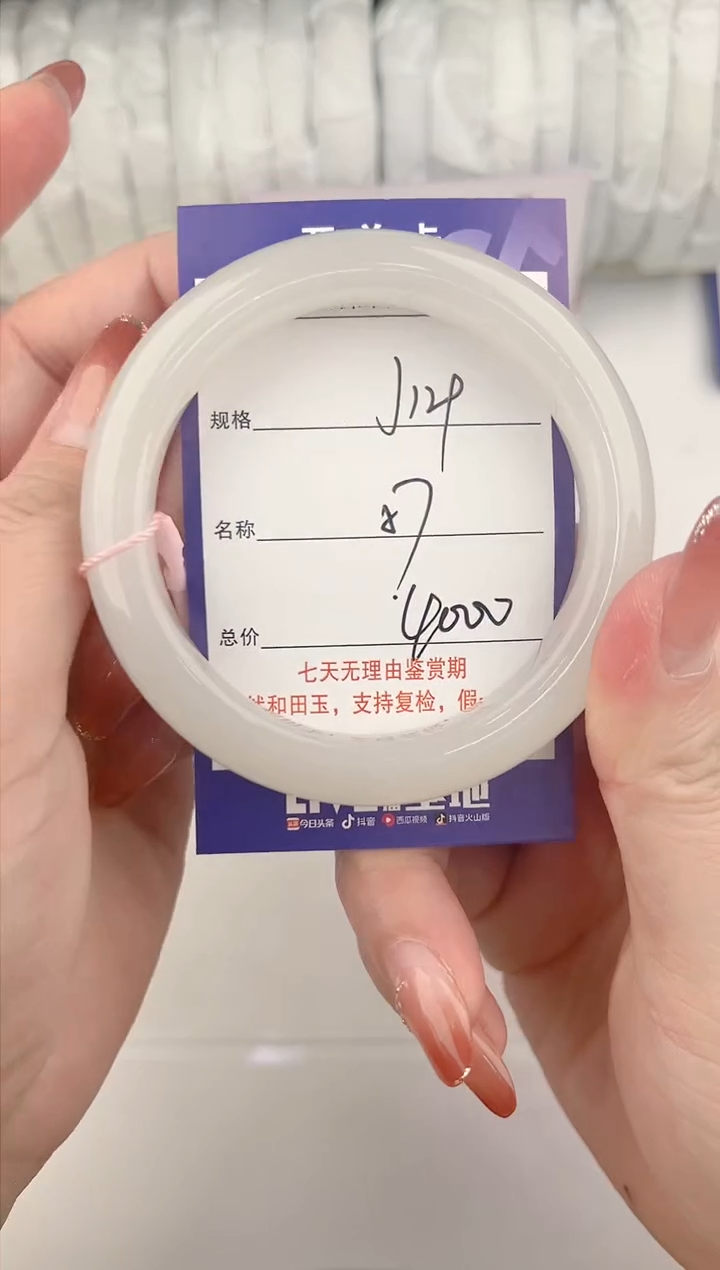 规格 J124
名称
总价 4000
七天无理由鉴赏期
和田玉，支持复检，假
今日头条 抖音 西瓜视频 抖音火山版